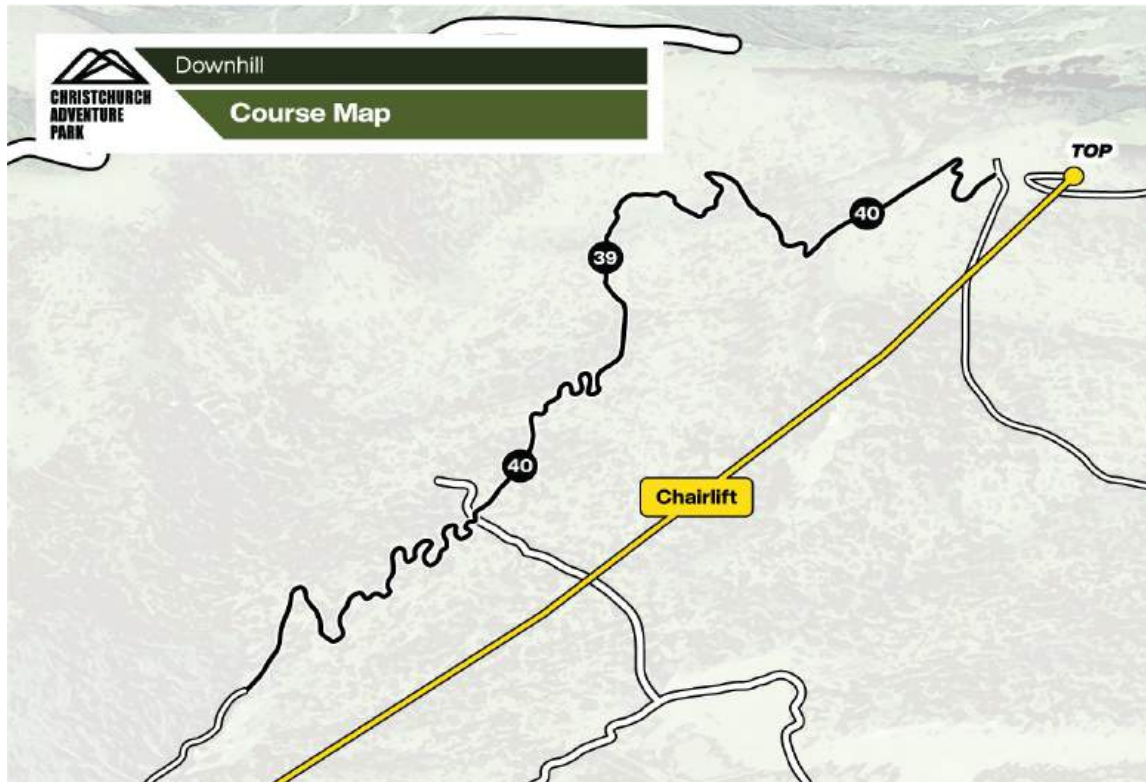 Downhill
CHRISTCHURCH
ADVENTURE
PARK
Course Map
TOP
40
39
40
Chairlift